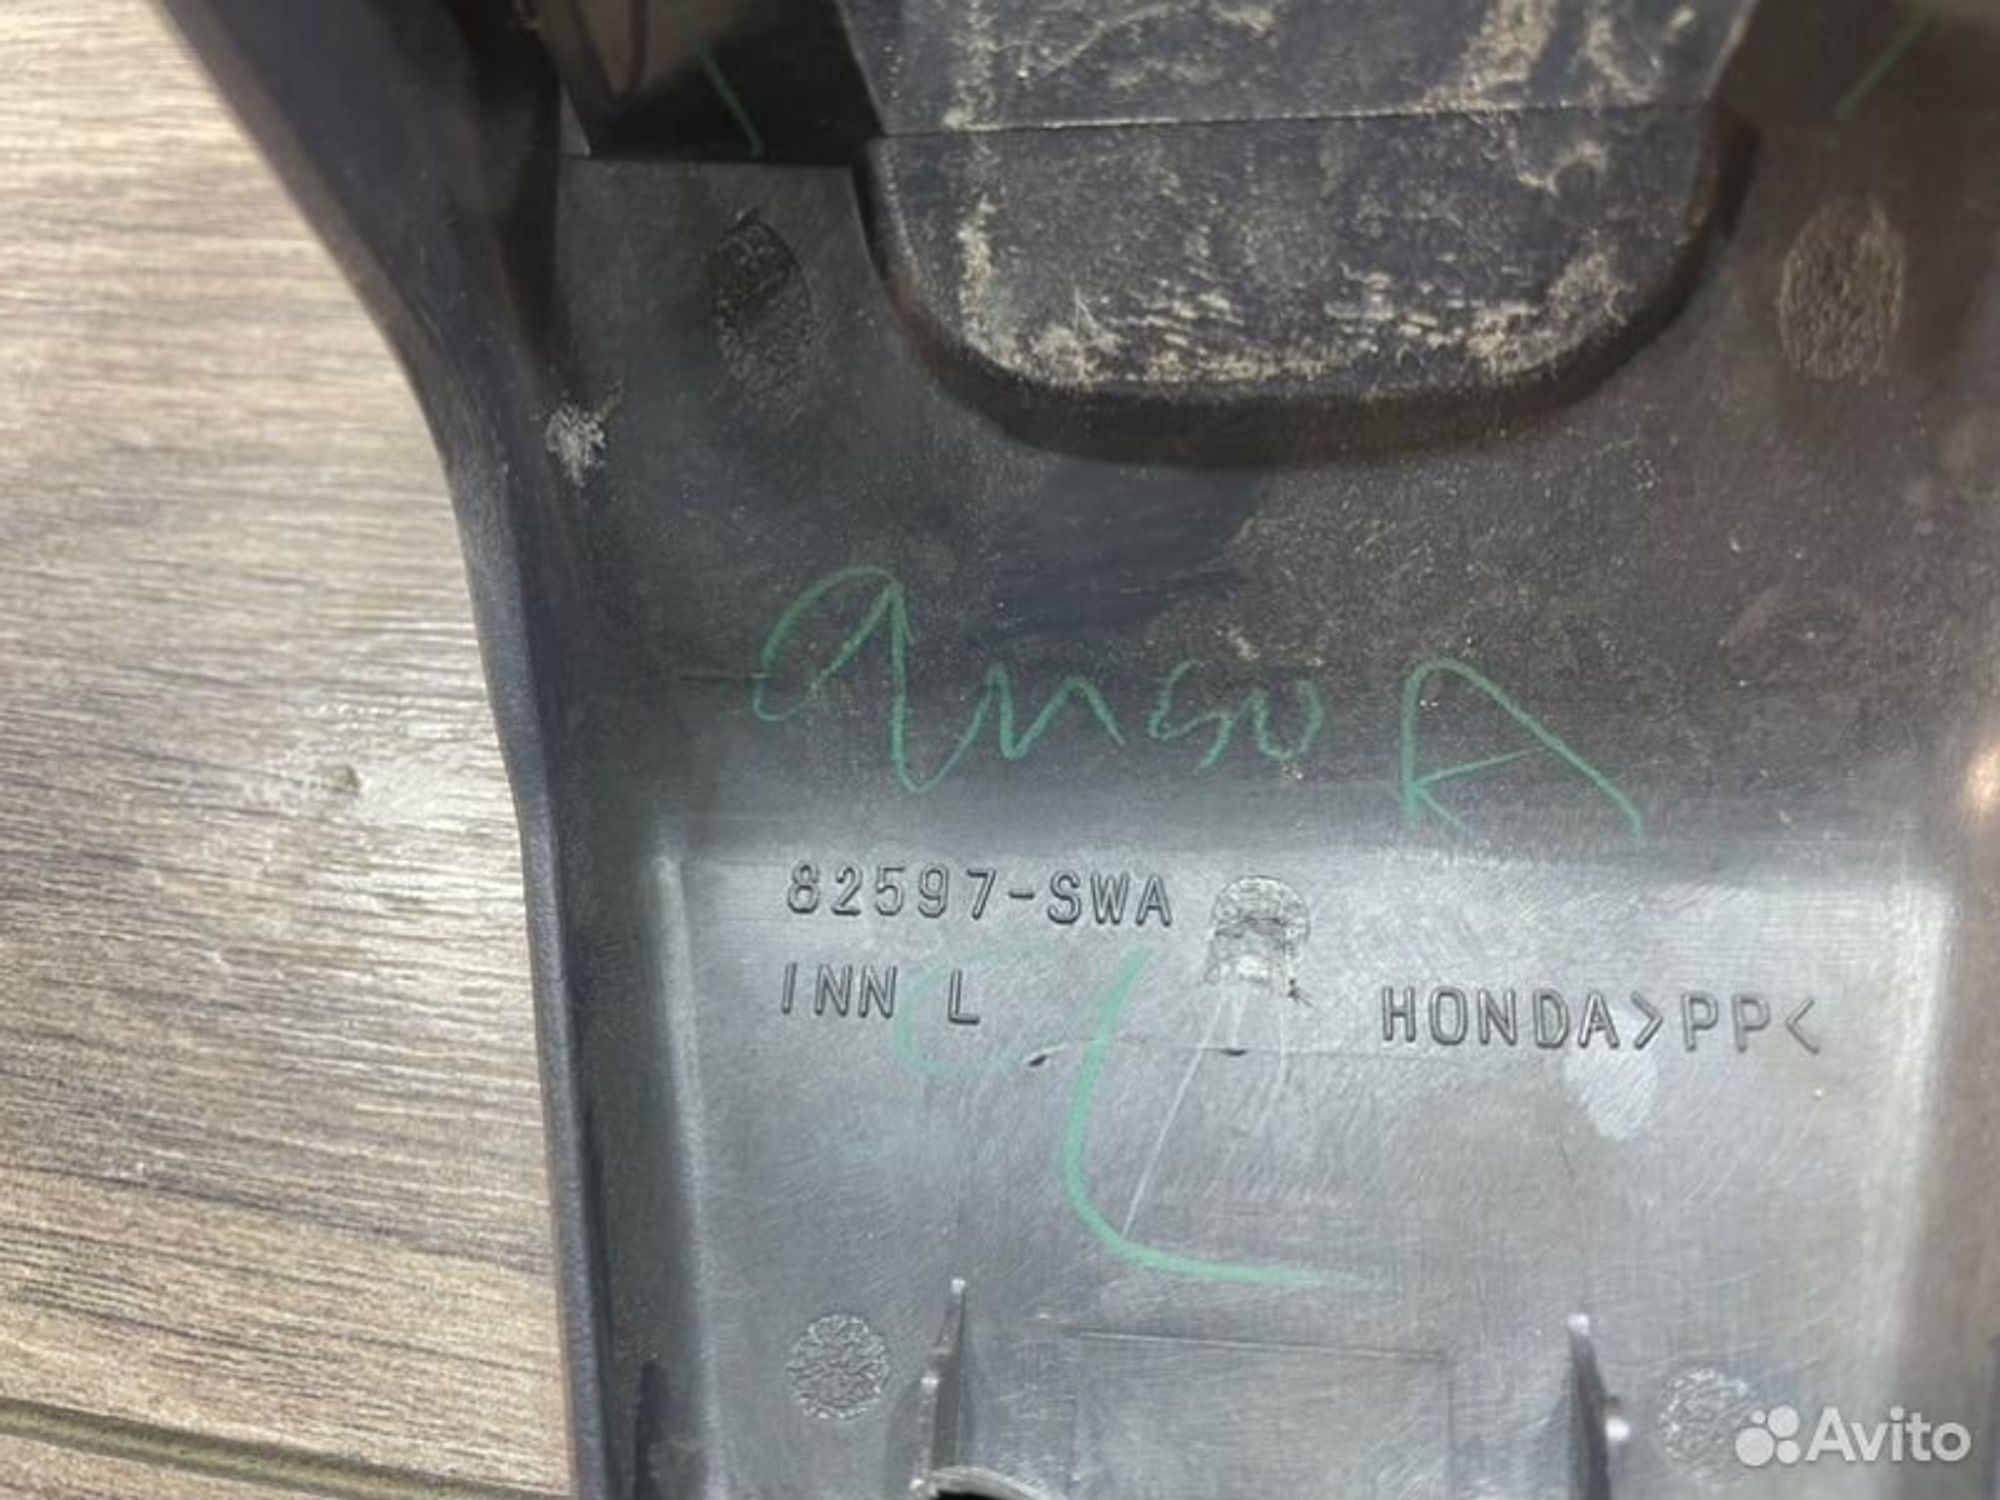 82597-SWA
INN L
HONDA>PP<
Avito